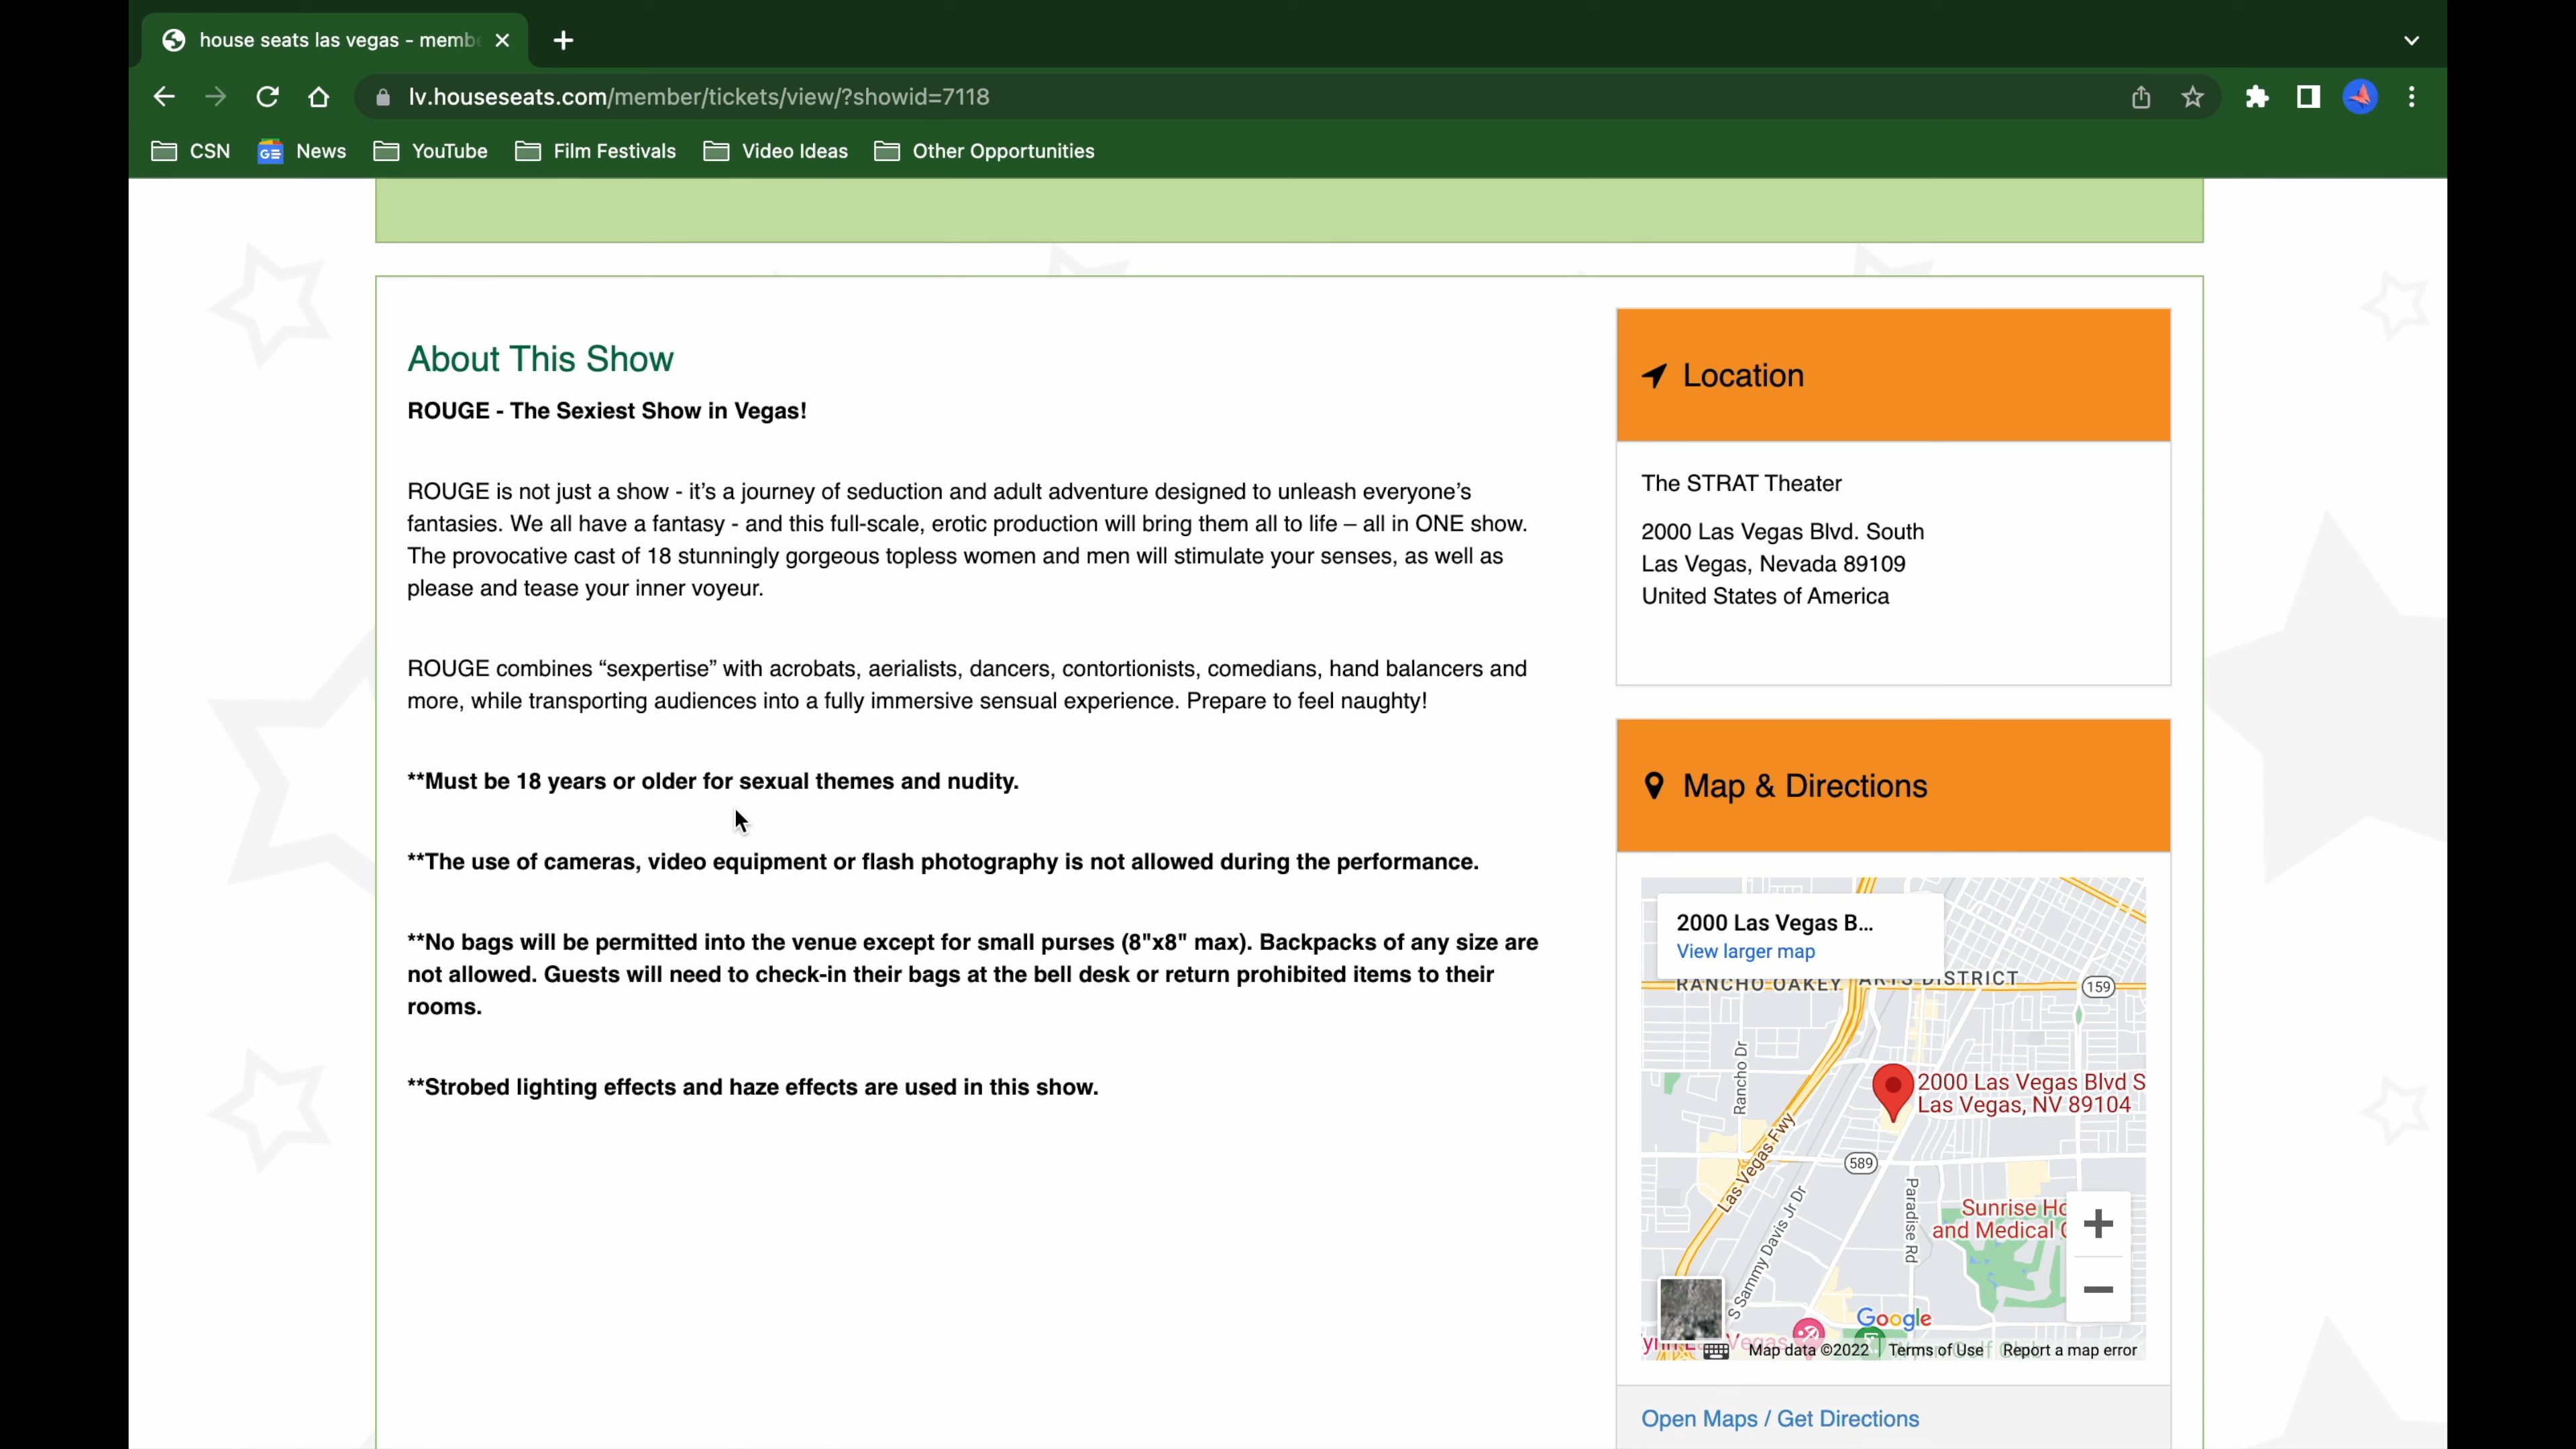 house seats las vegas - memb
lv.houseseats.com/member/tickets/view/?showid=7118
CSN
News
YouTube
Film Festivals
Video Ideas
Other Opportunities
About This Show
ROUGE - The Sexiest Show in Vegas!
ROUGE is not just a show - it’s a journey of seduction and adult adventure designed to unleash everyone’s
fantasies. We all have a fantasy - and this full-scale, erotic production will bring them all to life – all in ONE show.
The provocative cast of 18 stunningly gorgeous topless women and men will stimulate your senses, as well as
please and tease your inner voyeur.
ROUGE combines “sexpertise” with acrobats, aerialists, dancers, contortionists, comedians, hand balancers and
more, while transporting audiences into a fully immersive sensual experience. Prepare to feel naughty!
**Must be 18 years or older for sexual themes and nudity.
**The use of cameras, video equipment or flash photography is not allowed during the performance.
**No bags will be permitted into the venue except for small purses (8"x8" max). Backpacks of any size are
not allowed. Guests will need to check-in their bags at the bell desk or return prohibited items to their
rooms.
**Strobed lighting effects and haze effects are used in this show.
Location
The STRAT Theater
2000 Las Vegas Blvd. South
Las Vegas, Nevada 89109
United States of America
Map & Directions
2000 Las Vegas B...
View larger map
RANCHO OAKEY
ARTS DISTRICT
159
Rancho Dr
2000 Las Vegas Blvd S
Las Vegas, NV 89104
Las Vegas Fwy
589
S Sammy Davis Jr Dr
Paradise Rd
Sunrise Ho
and Medical C
Google
Vegas
Map data ©2022
Terms of Use
Report a map error
Open Maps / Get Directions